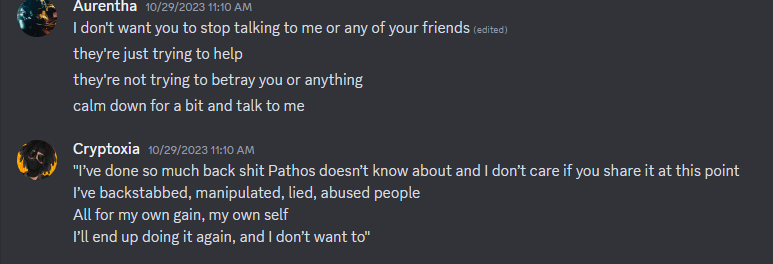 Aurentha 10/29/2023 11:10 AM
I don't want you to stop talking to me or any of your friends (edited)
they're just trying to help
they're not trying to betray you or anything
calm down for a bit and talk to me
Cryptoxia 10/29/2023 11:10 AM
"I've done so much back shit Pathos doesn't know about and I don't care if you share it at this point
I've backstabbed, manipulated, lied, abused people
All for my own gain, my own self
I'll end up doing it again, and I don't want to"